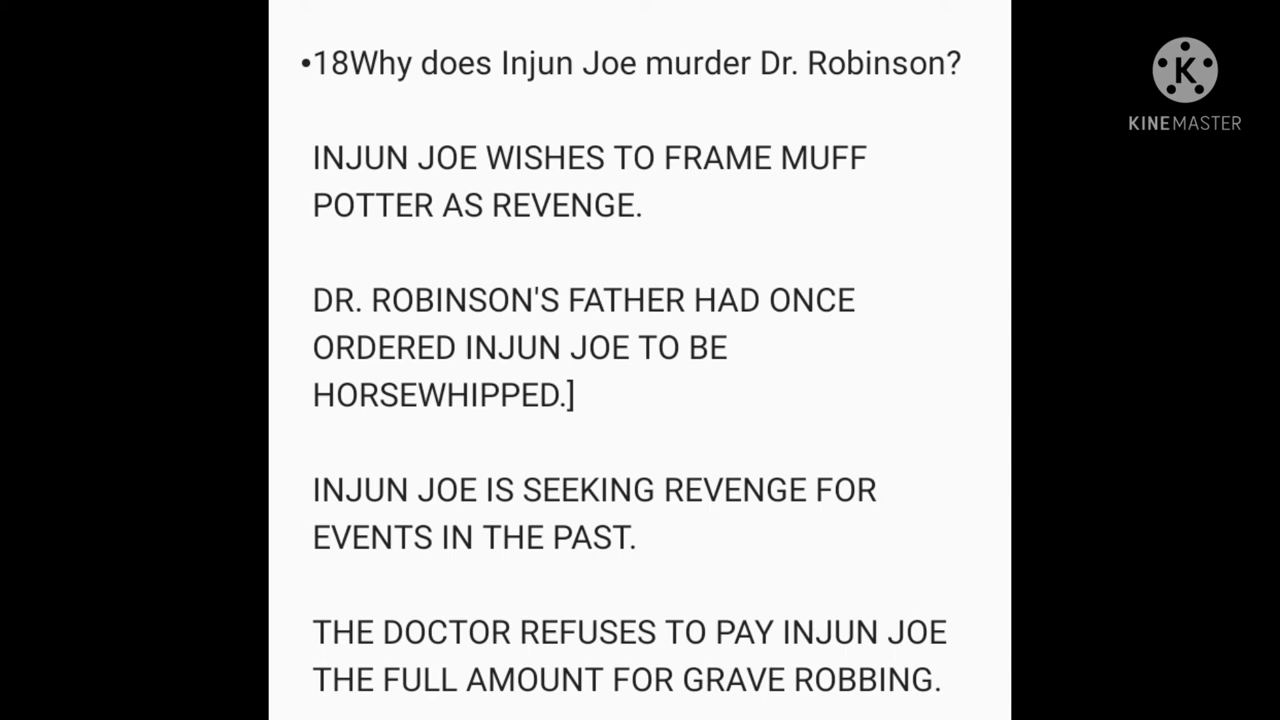 •18Why does Injun Joe murder Dr. Robinson?
INJUN JOE WISHES TO FRAME MUFF
POTTER AS REVENGE.
DR. ROBINSON'S FATHER HAD ONCE
ORDERED INJUN JOE TO BE
HORSEWHIPPED.]
INJUN JOE IS SEEKING REVENGE FOR
EVENTS IN THE PAST.
THE DOCTOR REFUSES TO PAY INJUN JOE
THE FULL AMOUNT FOR GRAVE ROBBING.
K
KINEMASTER